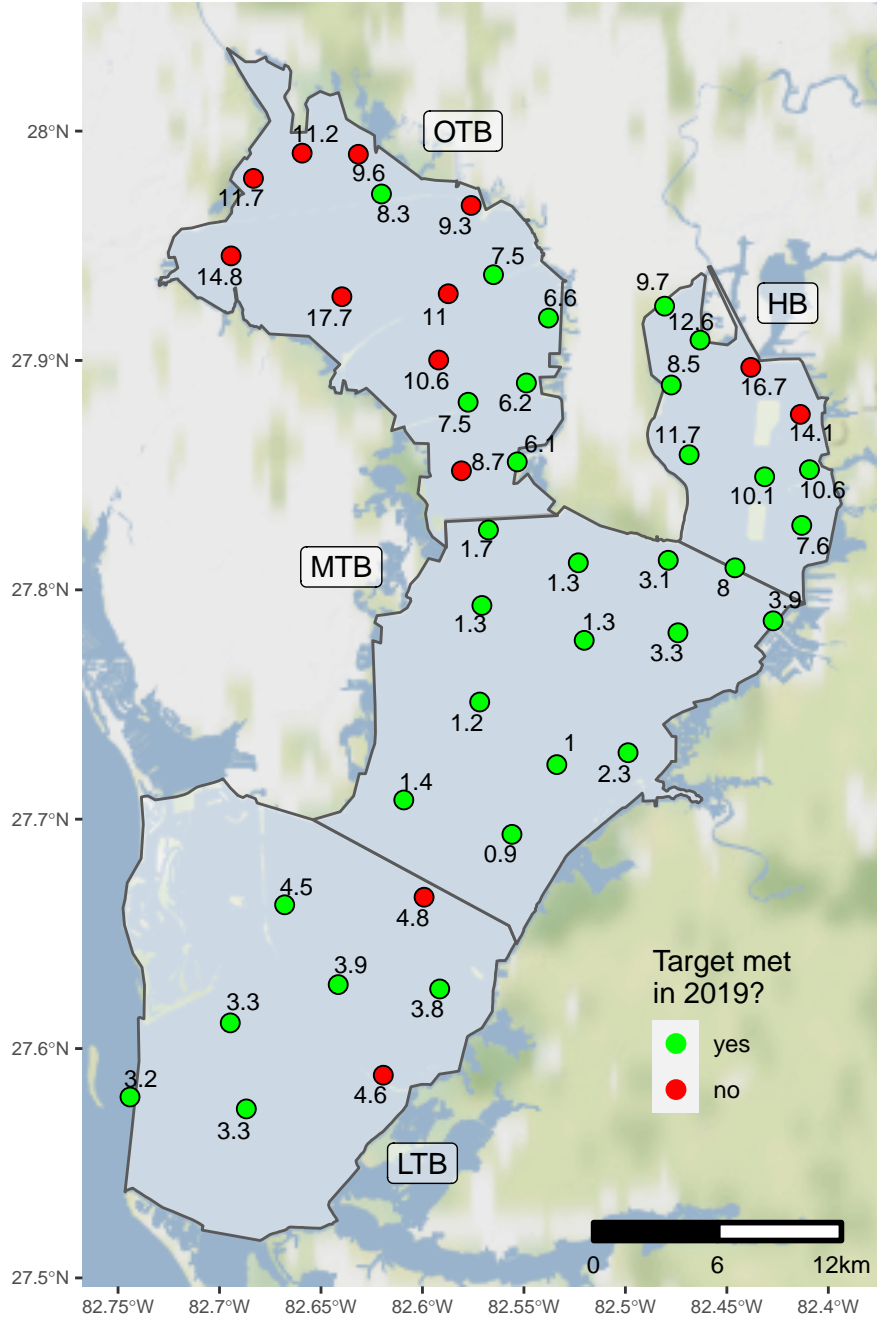 28°N
27.9°N
27.8°N
27.7°N
27.6°N
27.5°N
OTB
11.2
9.6
11.7
8.3
9.3
7.5
14.8
17.7
11
6.6
10.6
6.2
7.5
8.7
6.1
HB
9.7
12.6
8.5
16.7
14.1
11.7
10.1
10.6
7.6
8
MTB
1.7
1.3
3.1
3.9
1.3
1.3
3.3
1.2
1
2.3
1.4
0.9
4.5
4.8
3.9
3.8
3.3
3.2
3.3
4.6
LTB
Target met
in 2019?
yes
no
0 6 12km
82.75°W 82.7°W 82.65°W 82.6°W 82.55°W 82.5°W 82.45°W 82.4°W